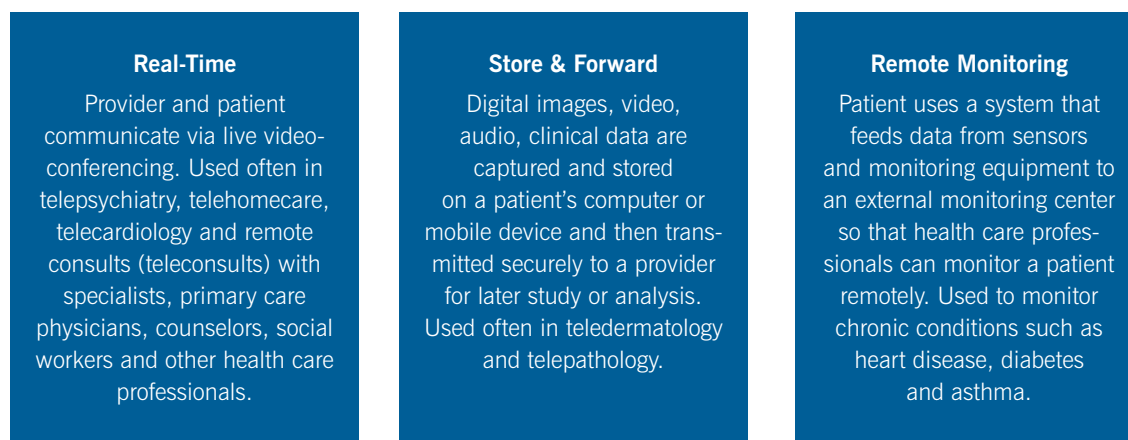 Real-Time
Provider and patient
communicate via live video-
conferencing. Used often in
telepsychiatry, telehomecare,
telecardiology and remote
consults (teleconsults) with
specialists, primary care
physicians, counselors, social
workers and other health care
professionals.
Store & Forward
Digital images, video,
audio, clinical data are
captured and stored
on a patient's computer or
mobile device and then trans-
mitted securely to a provider
for later study or analysis.
Used often in teledermatology
and telepathology.
Remote Monitoring
Patient uses a system that
feeds data from sensors
and monitoring equipment to
an external monitoring center
so that health care profes-
sionals can monitor a patient
remotely. Used to monitor
chronic conditions such as
heart disease, diabetes
and asthma.